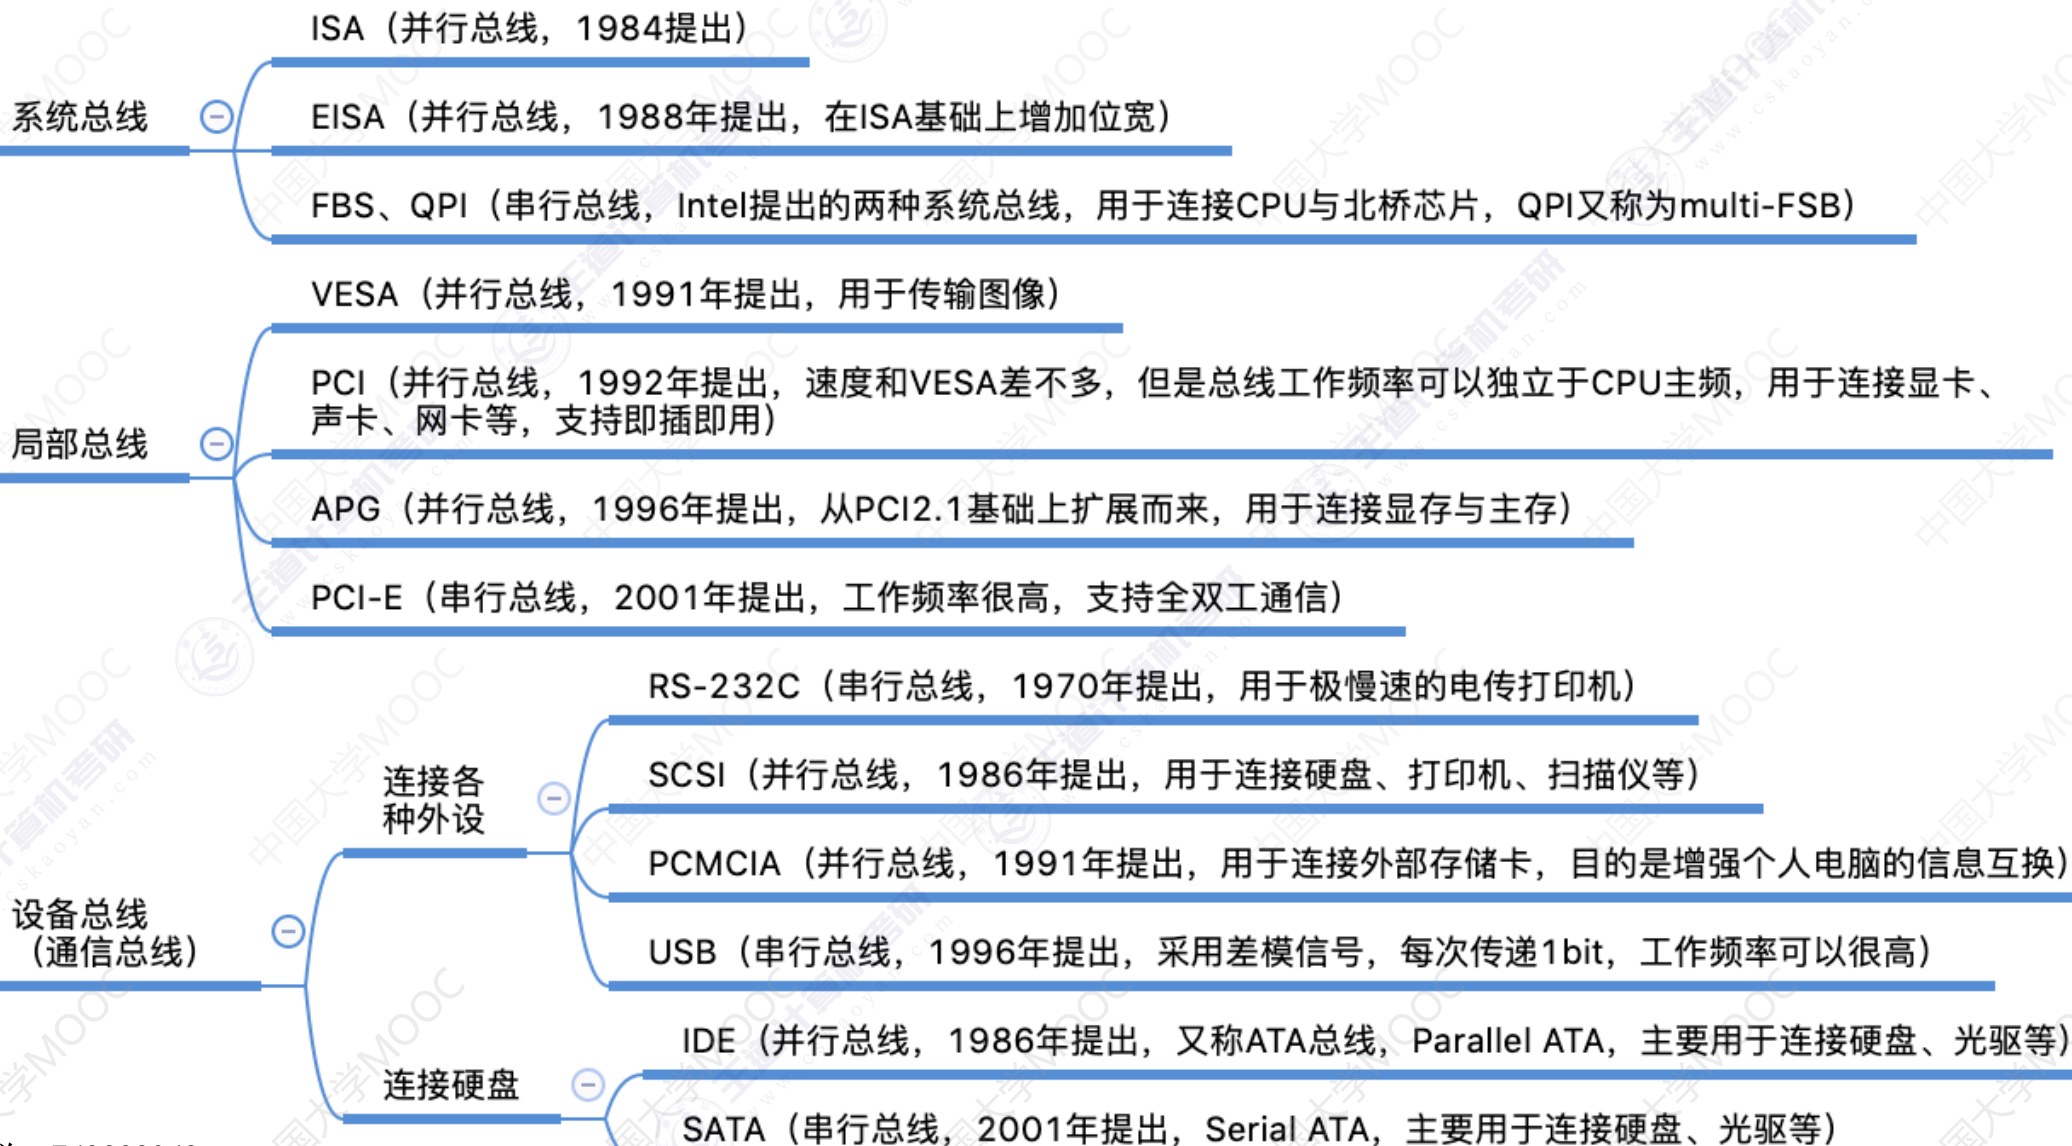 ISA（并行总线，1984提出）
系统总线
EISA（并行总线，1988年提出，在ISA基础上增加位宽）
FBS、QPI（串行总线，Intel提出的两种系统总线，用于连接CPU与北桥芯片，QPI又称为multi-FSB）
VESA（并行总线，1991年提出，用于传输图像）
PCI（并行总线，1992年提出，速度和VESA差不多，但是总线工作频率可以独立于CPU主频，用于连接显卡、
声卡、网卡等，支持即插即用）
局部总线
APG（并行总线，1996年提出，从PCI2.1基础上扩展而来，用于连接显存与主存）
PCI-E（串行总线，2001年提出，工作频率很高，支持全双工通信）
RS-232C（串行总线，1970年提出，用于极慢速的电传打印机）
连接各
种外设
SCSI（并行总线，1986年提出，用于连接硬盘、打印机、扫描仪等）
PCMCIA（并行总线，1991年提出，用于连接外部存储卡，目的是增强个人电脑的信息互换）
设备总线
（通信总线）
USB（串行总线，1996年提出，采用差模信号，每次传递1bit，工作频率可以很高）
IDE（并行总线，1986年提出，又称ATA总线，Parallel ATA，主要用于连接硬盘、光驱等）
连接硬盘
SATA（串行总线，2001年提出，Serial ATA，主要用于连接硬盘、光驱等）
中国大学MOOC
王道计算机考研
www.cskaoyan.com